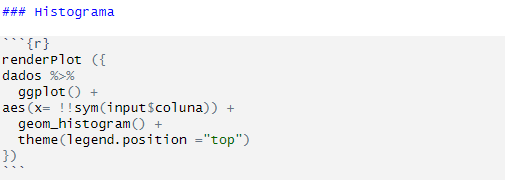 ### Histograma
```{r}
renderPlot ({
dados %>%
  ggplot() +
aes(x= !!sym(input$coluna)) +
  geom_histogram() +
  theme(legend.position ="top")
})
```